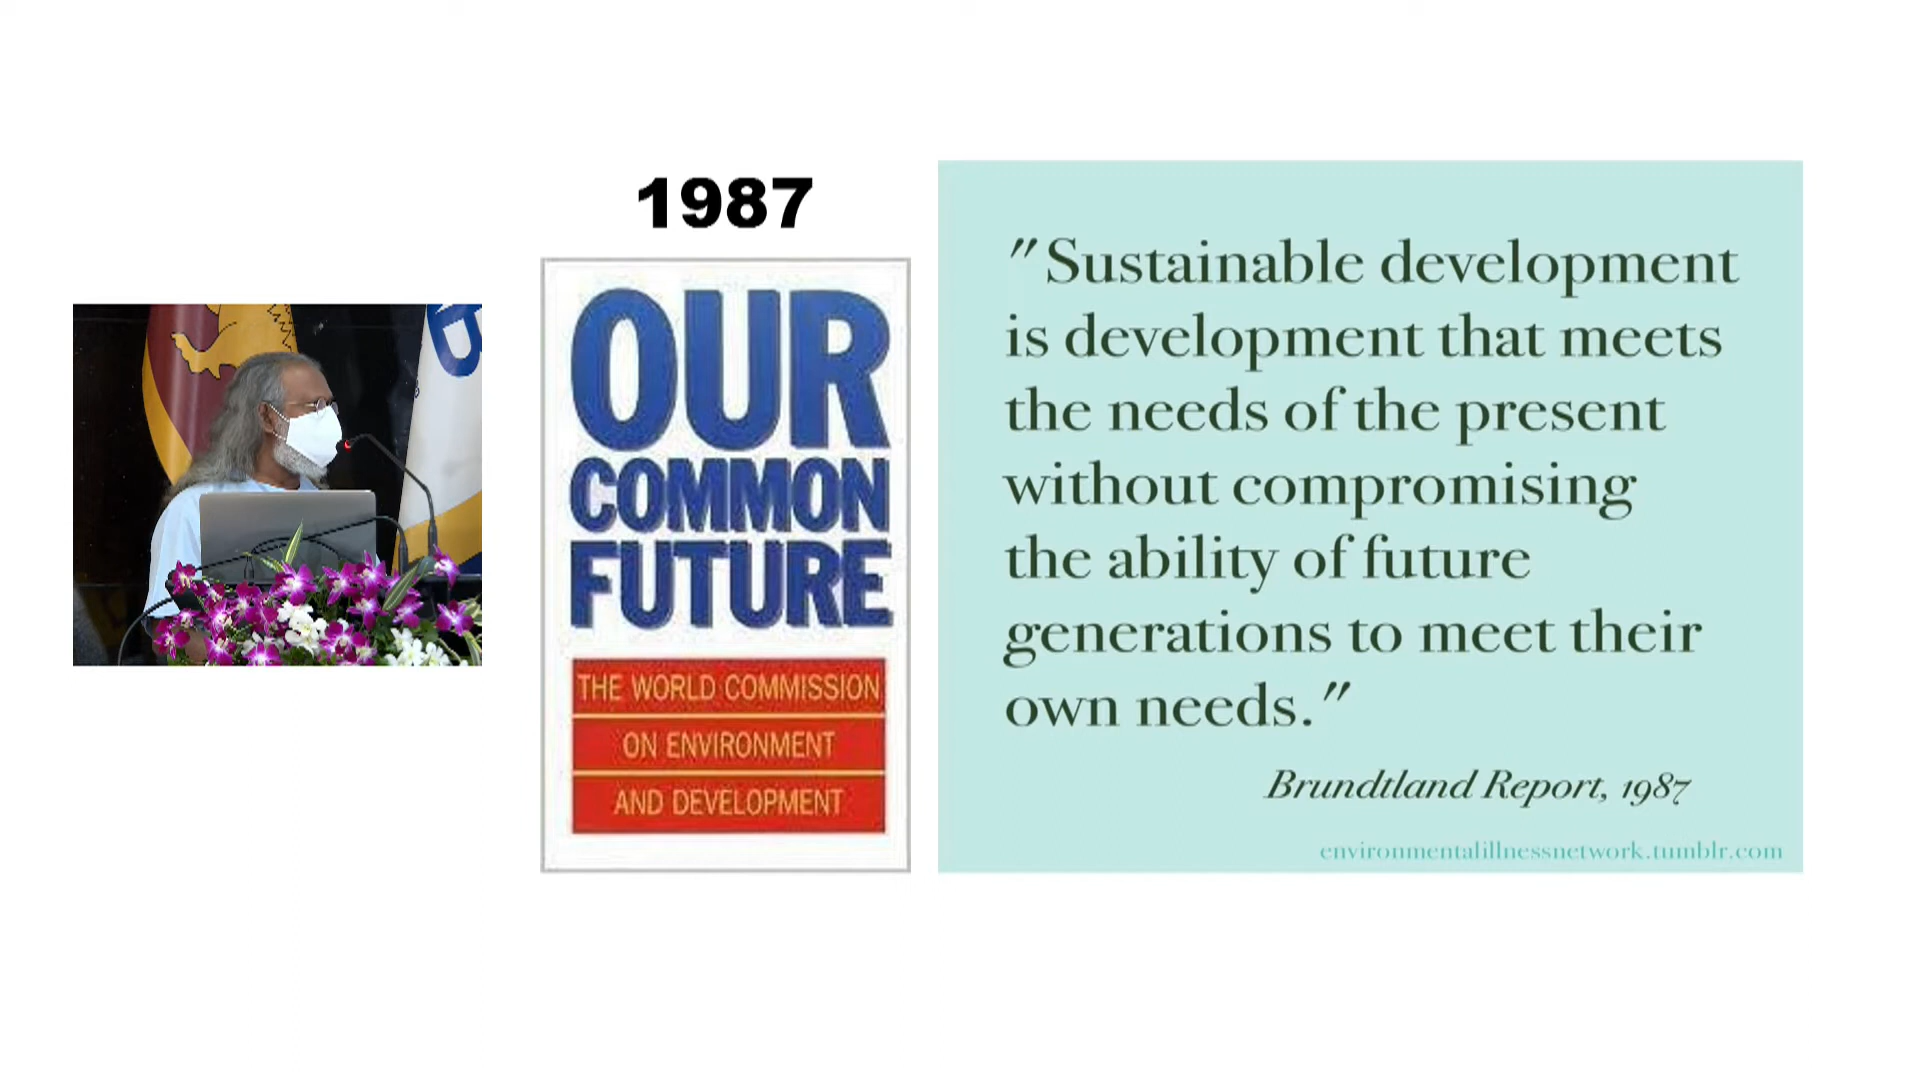 1987
OUR
COMMON
FUTURE
THE WORLD COMMISSION
ON ENVIRONMENT
AND DEVELOPMENT
"Sustainable development
is development that meets
the needs of the present
without compromising
the ability of future
generations to meet their
own needs."
Brundtland Report, 1987
environmentalillnessnetwork.tumblr.com